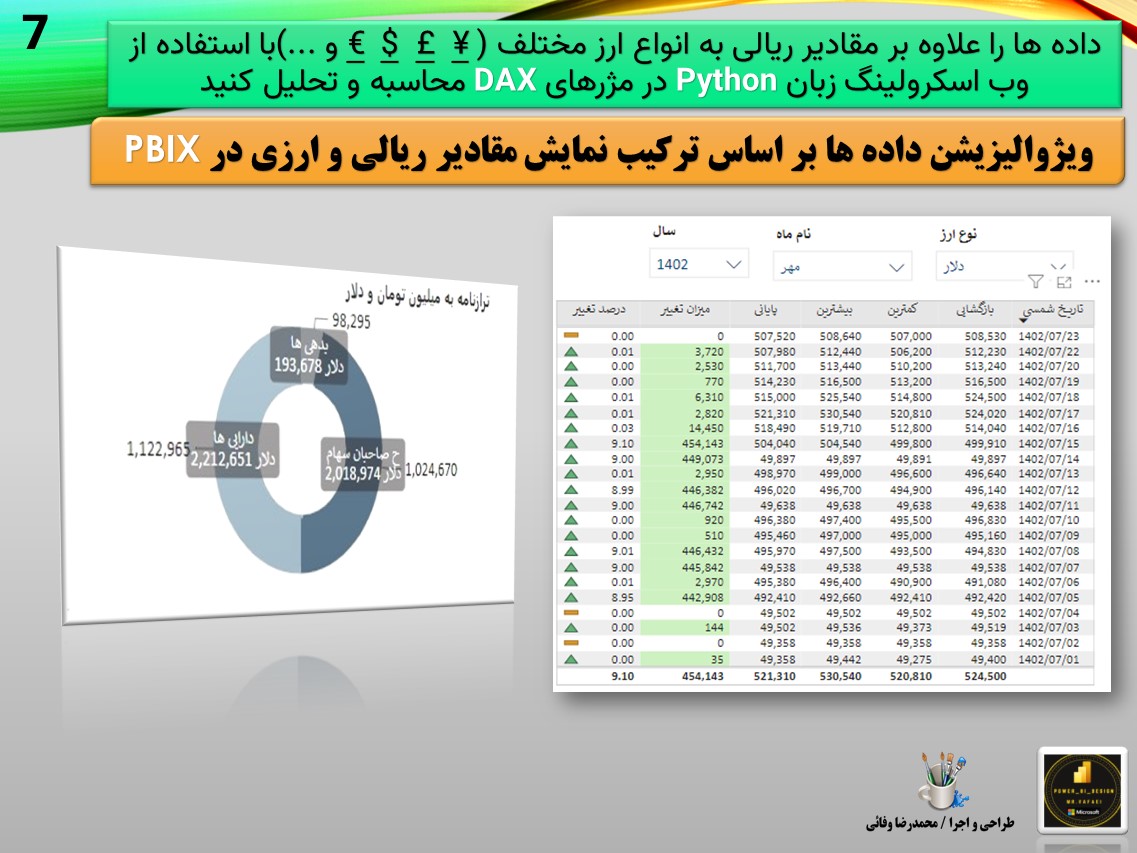 7
داده ها را علاوه بر مقادیر ریالی به انواع ارز مختلف ( ¥ £ $ € و ...)با استفاده از
وب اسکرولینگ زبان Python در مژرهای DAX محاسبه و تحلیل کنید
ویژوالیزیشن داده ها بر اساس ترکیب نمایش مقادیر ریالی و ارزی در PBIX
ترازنامه به میلیون تومان و دلار
98,295
بدهی ها
193,678 دلار
1,122,965
دارایی ها
2,212,651 دلار
ح صاحبان سهام
2,018,974 دلار
1,024,670
نوع ارز نام ماه سال
دلار مهر 1402
تاریخ شمسی بازگشایی کمترین بیشترین پایانی میزان تغییر درصد تغییر
0.00 0 507,520 508,640 507,000 508,530 1402/07/23
0.01 3,720 507,980 512,440 506,200 512,230 1402/07/22
0.00 2,530 511,700 513,440 510,200 513,240 1402/07/20
0.00 770 514,230 516,500 513,200 516,500 1402/07/19
0.01 6,310 515,000 525,540 514,800 524,500 1402/07/18
0.01 2,820 521,310 530,540 520,810 524,020 1402/07/17
0.03 14,450 518,490 519,710 512,800 514,040 1402/07/16
9.10 454,143 504,040 504,540 499,800 499,910 1402/07/15
9.00 449,073 49,897 49,897 49,891 49,897 1402/07/14
0.01 2,950 498,970 499,000 496,600 496,640 1402/07/13
8.99 446,382 496,020 496,700 494,900 496,140 1402/07/12
9.00 446,742 49,638 49,638 49,638 49,638 1402/07/11
0.00 920 496,380 497,400 495,500 496,830 1402/07/10
0.00 510 495,460 497,000 495,000 495,160 1402/07/09
9.01 446,432 495,970 497,500 493,500 494,830 1402/07/08
9.00 445,842 49,538 49,538 49,538 49,538 1402/07/07
0.01 2,970 495,380 496,400 490,900 491,080 1402/07/06
8.95 442,908 492,410 492,660 492,410 492,420 1402/07/05
0.00 0 49,502 49,502 49,502 49,502 1402/07/04
0.00 144 49,502 49,536 49,373 49,519 1402/07/03
0.00 0 49,358 49,358 49,358 49,358 1402/07/02
0.00 35 49,358 49,442 49,275 49,400 1402/07/01
9.10 454,143 521,310 530,540 520,810 524,500
طراحی و اجرا / محمدرضا وفائی
POWER_BI_DESIGN
MR.VAFAEI
Microsoft